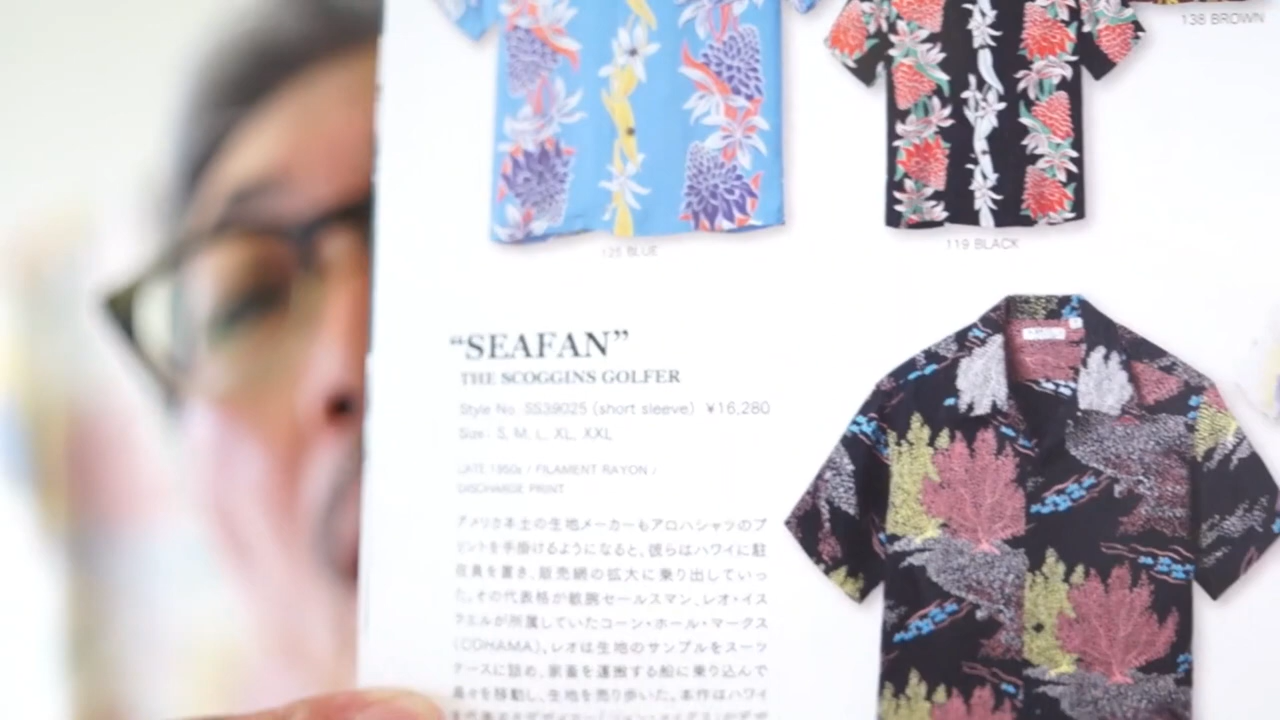 138 BROWN
125 BLUE
119 BLACK
“SEAFAN”
THE SCOGGINS GOLFER
Style No. SS39025 (short sleeve) ¥16,280
Size: S, M, L, XL, XXL
LATE 1950s / FILAMENT RAYON /
DISCHARGE PRINT
アメリカ本土の生地メーカーもアロハシャツのプ
リントを手掛けるようになると、彼らはハワイに駐
在員を置き、販売網の拡大に乗り出していっ
た。その代表格が敏腕セールスマン、レオ・イス
ラエルが所属していたコーン・ホール・マークス
(COHAMA)。レオは生地のサンプルをスーツ
ケースに詰め、家畜を運搬する船に乗り込んで
島々を移動し、生地を売り歩いた。本作はハワイ